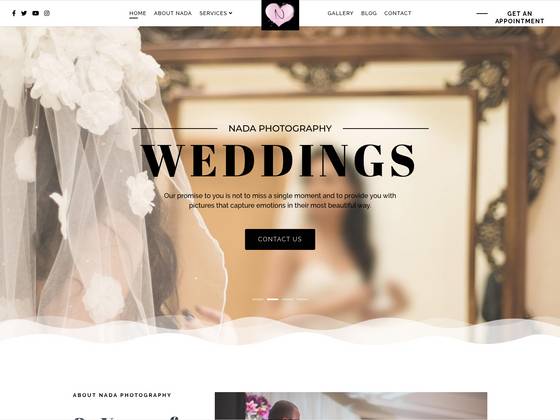 HOME ABOUT NADA SERVICES
N
GALLERY BLOG CONTACT
GET AN
APPOINTMENT
NADA PHOTOGRAPHY
WEDDINGS
Our promise to you is not to miss a single moment and to provide you with
pictures that capture emotions in their most beautiful way.
CONTACT US
ABOUT NADA PHOTOGRAPHY